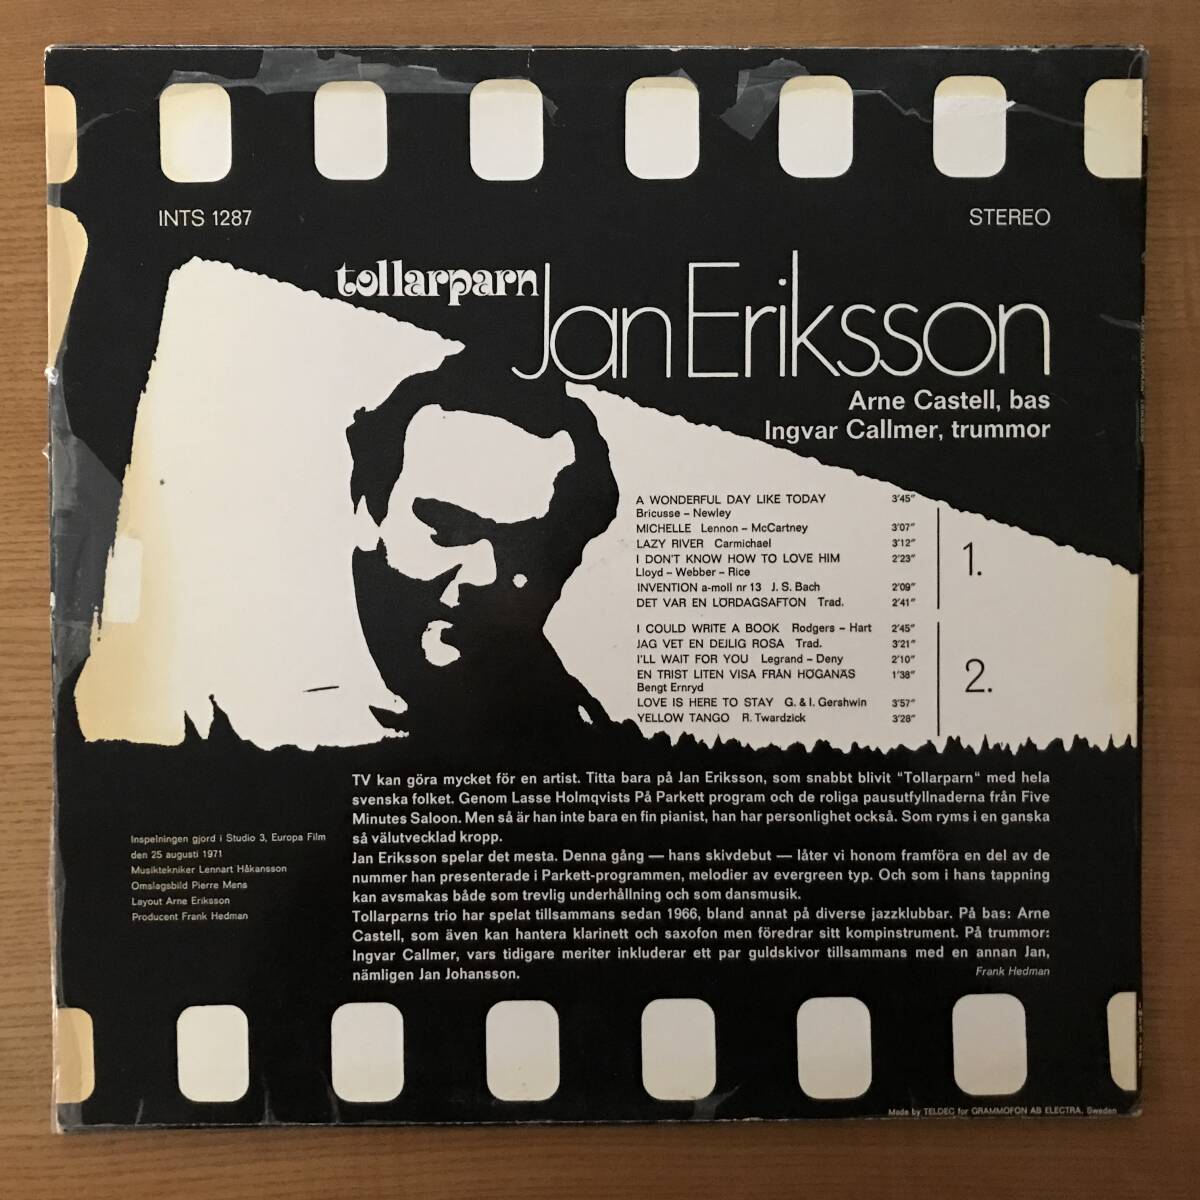 INTS 1287
STEREO
tollarparn
Jan Eriksson
Arne Castell, bas
Ingvar Callmer, trummor
A WONDERFUL DAY LIKE TODAY 3'45"
Bricusse – Newley
MICHELLE Lennon – McCartney 3'07"
LAZY RIVER Carmichael 3'12"
I DON'T KNOW HOW TO LOVE HIM 2'23"
Lloyd – Webber – Rice
INVENTION a-moll nr 13 J. S. Bach 2'09"
DET VAR EN LÖRDAGSAFTON Trad. 2'41"
1.
I COULD WRITE A BOOK Rodgers – Hart 2'45"
JAG VET EN DEJLIG ROSA Trad. 3'21"
I'LL WAIT FOR YOU Legrand – Deny 2'10"
EN TRIST LITEN VISA FRÅN HÖGANÄS 1'38"
Bengt Ernryd
LOVE IS HERE TO STAY G. & I. Gershwin 3'57"
YELLOW TANGO R. Twardzick 3'28"
2.
TV kan göra mycket för en artist. Titta bara på Jan Eriksson, som snabbt blivit "Tollarparn" med hela
svenska folket. Genom Lasse Holmqvists På Parkett program och de roliga pausutfyllnaderna från Five
Minutes Saloon. Men så är han inte bara en fin pianist, han har personlighet också. Som ryms i en ganska
så välutvecklad kropp.
Jan Eriksson spelar det mesta. Denna gång — hans skivdebut — låter vi honom framföra en del av de
nummer han presenterade i Parkett-programmen, melodier av evergreen typ. Och som i hans tappning
kan avsmakas både som trevlig underhållning och som dansmusik.
Tollarparns trio har spelat tillsammans sedan 1966, bland annat på diverse jazzklubbar. På bas: Arne
Castell, som även kan hantera klarinett och saxofon men föredrar sitt kompinstrument. På trummor:
Ingvar Callmer, vars tidigare meriter inkluderar ett par guldskivor tillsammans med en annan Jan,
nämligen Jan Johansson.
Frank Hedman
Inspelningen gjord i Studio 3, Europa Film
den 25 augusti 1971
Musiktekniker Lennart Håkansson
Omslagsbild Pierre Mens
Layout Arne Eriksson
Producent Frank Hedman
Made by TELDEC for GRAMMOFON AB ELECTRA, Sweden